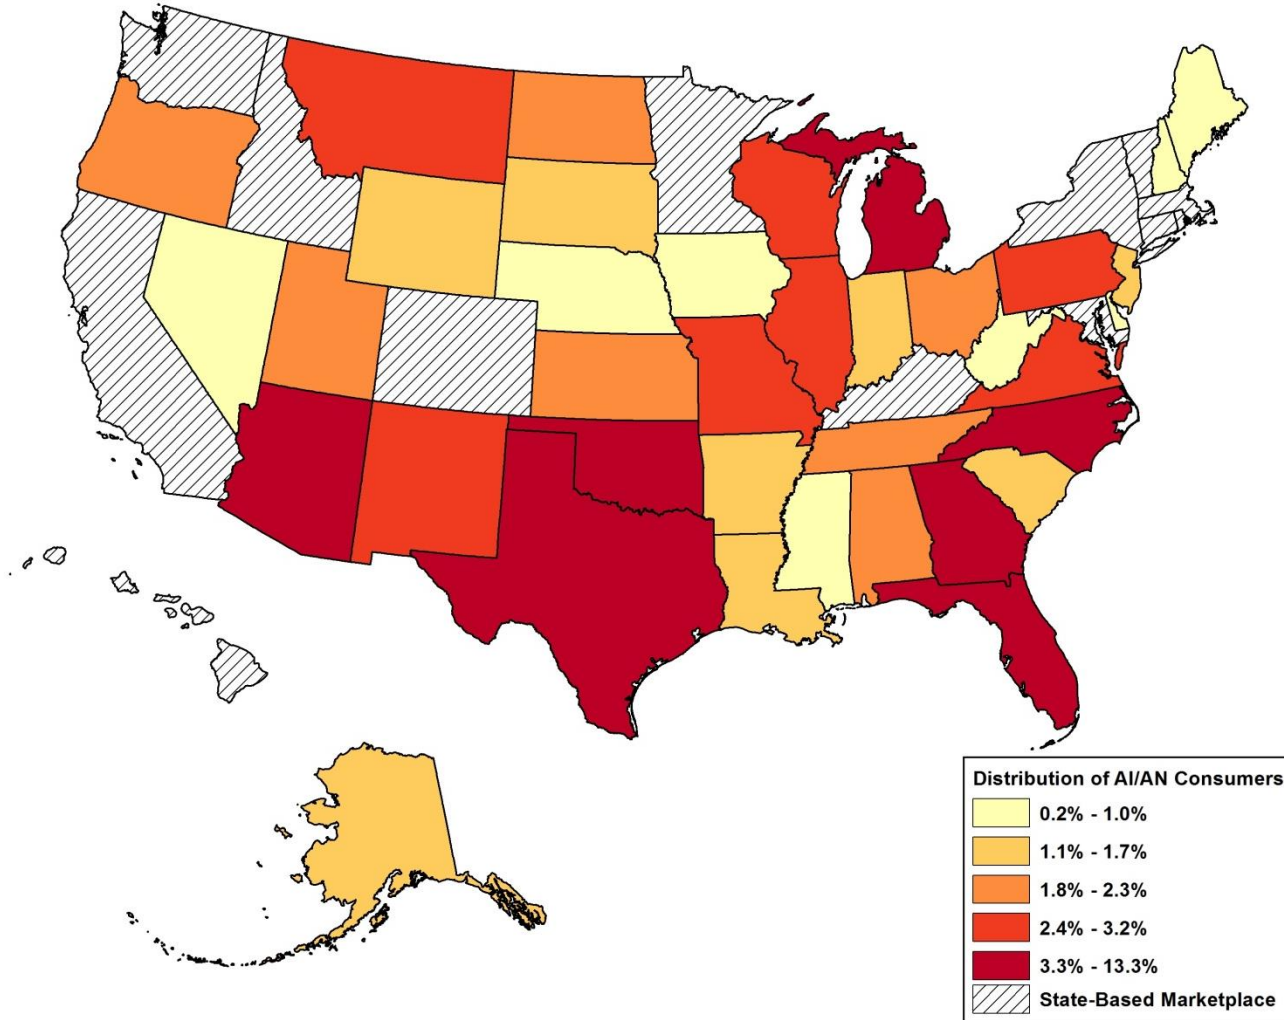 Distribution of AI/AN Consumers
0.2% - 1.0%
1.1% - 1.7%
1.8% - 2.3%
2.4% - 3.2%
3.3% - 13.3%
State-Based Marketplace